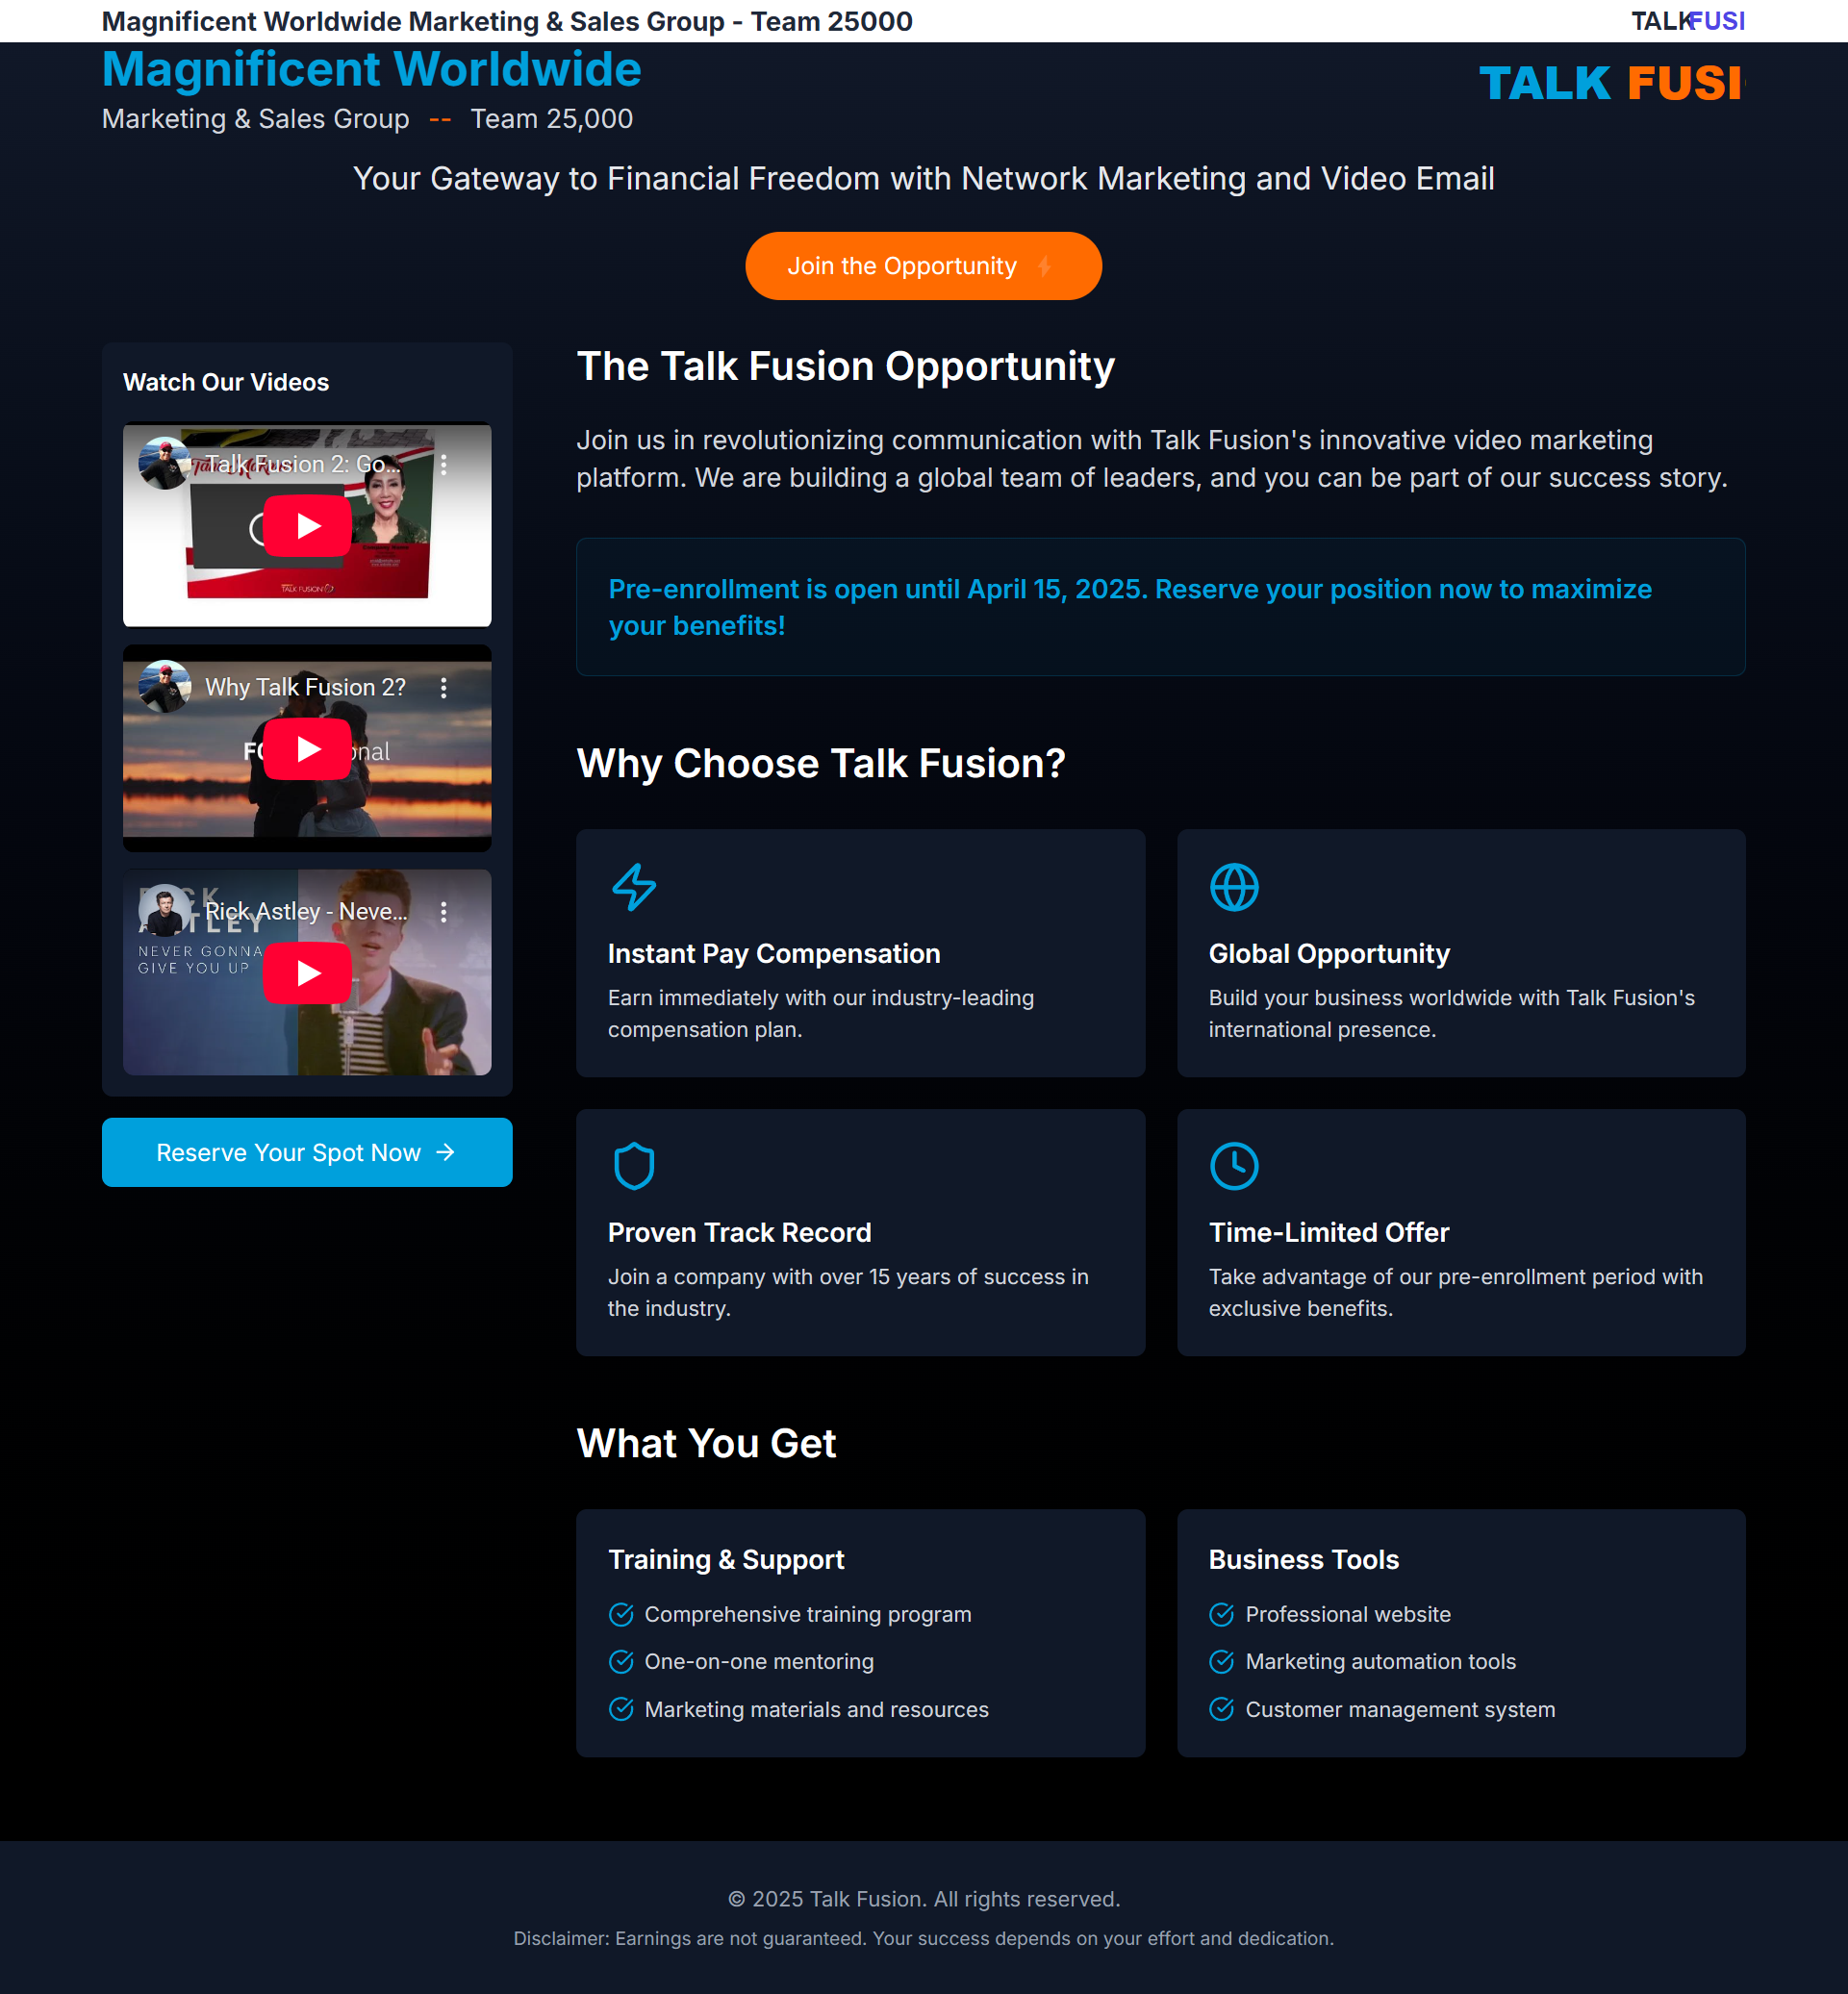 Magnificent Worldwide Marketing & Sales Group - Team 25000
TALK FUSI
Magnificent Worldwide
Marketing & Sales Group -- Team 25,000
TALK FUSI
Your Gateway to Financial Freedom with Network Marketing and Video Email
Join the Opportunity
Watch Our Videos
Talk Fusion 2: Go...
TALK FUSION
Why Talk Fusion 2?
Rick Astley - Neve...
NEVER GONNA
GIVE YOU UP
Reserve Your Spot Now
The Talk Fusion Opportunity
Join us in revolutionizing communication with Talk Fusion's innovative video marketing
platform. We are building a global team of leaders, and you can be part of our success story.
Pre-enrollment is open until April 15, 2025. Reserve your position now to maximize
your benefits!
Why Choose Talk Fusion?
Instant Pay Compensation
Earn immediately with our industry-leading
compensation plan.
Global Opportunity
Build your business worldwide with Talk Fusion's
international presence.
Proven Track Record
Join a company with over 15 years of success in
the industry.
Time-Limited Offer
Take advantage of our pre-enrollment period with
exclusive benefits.
What You Get
Training & Support
Comprehensive training program
One-on-one mentoring
Marketing materials and resources
Business Tools
Professional website
Marketing automation tools
Customer management system
© 2025 Talk Fusion. All rights reserved.
Disclaimer: Earnings are not guaranteed. Your success depends on your effort and dedication.